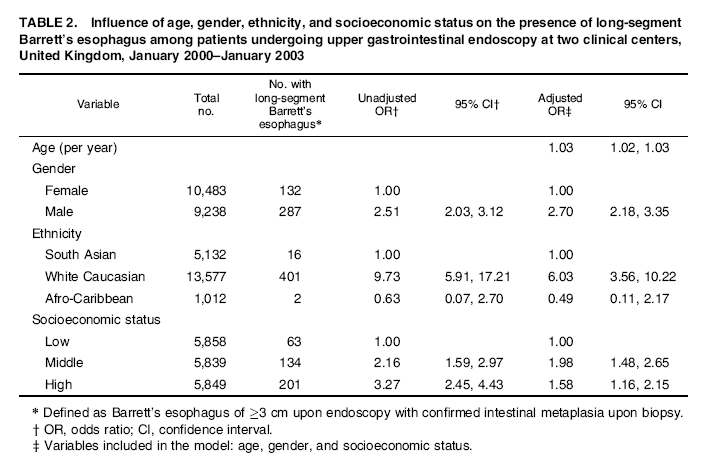 TABLE 2. Influence of age, gender, ethnicity, and socioeconomic status on the presence of long-segment
Barrett's esophagus among patients undergoing upper gastrointestinal endoscopy at two clinical centers,
United Kingdom, January 2000–January 2003
Variable Total no. No. with long-segment Barrett's esophagus* Unadjusted OR† 95% CI† Adjusted OR‡ 95% CI
Age (per year) 1.03 1.02, 1.03
Gender
Female 10,483 132 1.00 1.00
Male 9,238 287 2.51 2.03, 3.12 2.70 2.18, 3.35
Ethnicity
South Asian 5,132 16 1.00 1.00
White Caucasian 13,577 401 9.73 5.91, 17.21 6.03 3.56, 10.22
Afro-Caribbean 1,012 2 0.63 0.07, 2.70 0.49 0.11, 2.17
Socioeconomic status
Low 5,858 63 1.00 1.00
Middle 5,839 134 2.16 1.59, 2.97 1.98 1.48, 2.65
High 5,849 201 3.27 2.45, 4.43 1.58 1.16, 2.15
* Defined as Barrett's esophagus of ≥3 cm upon endoscopy with confirmed intestinal metaplasia upon biopsy.
† OR, odds ratio; CI, confidence interval.
‡ Variables included in the model: age, gender, and socioeconomic status.